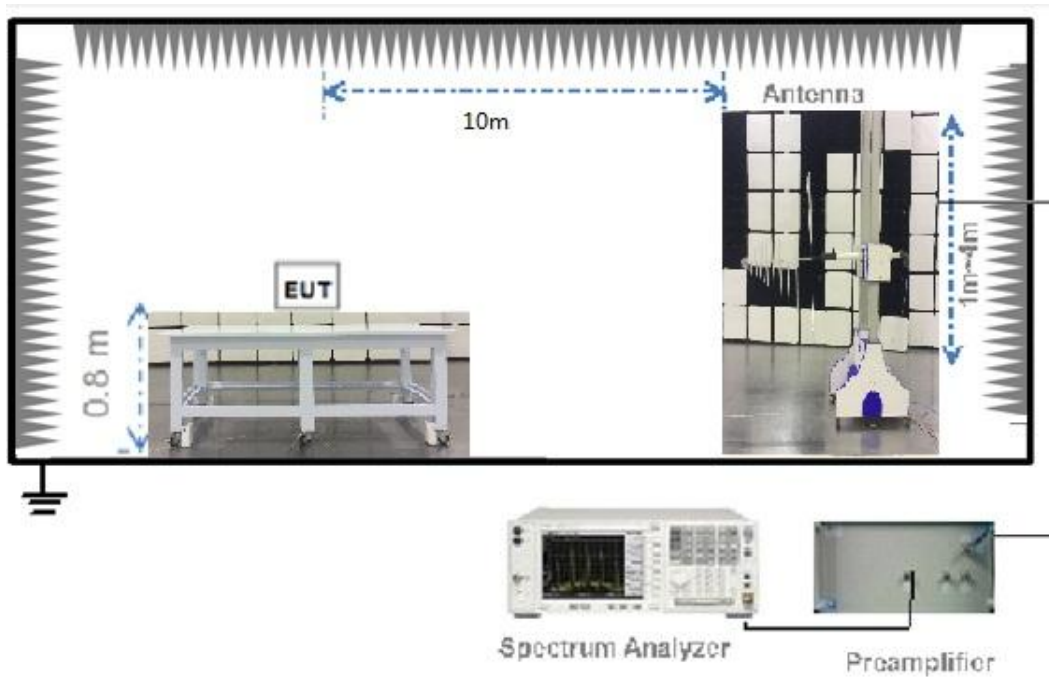 10m
Antenna
1m~4m
EUT
0.8 m
Spectrum Analyzer
Preamplifier